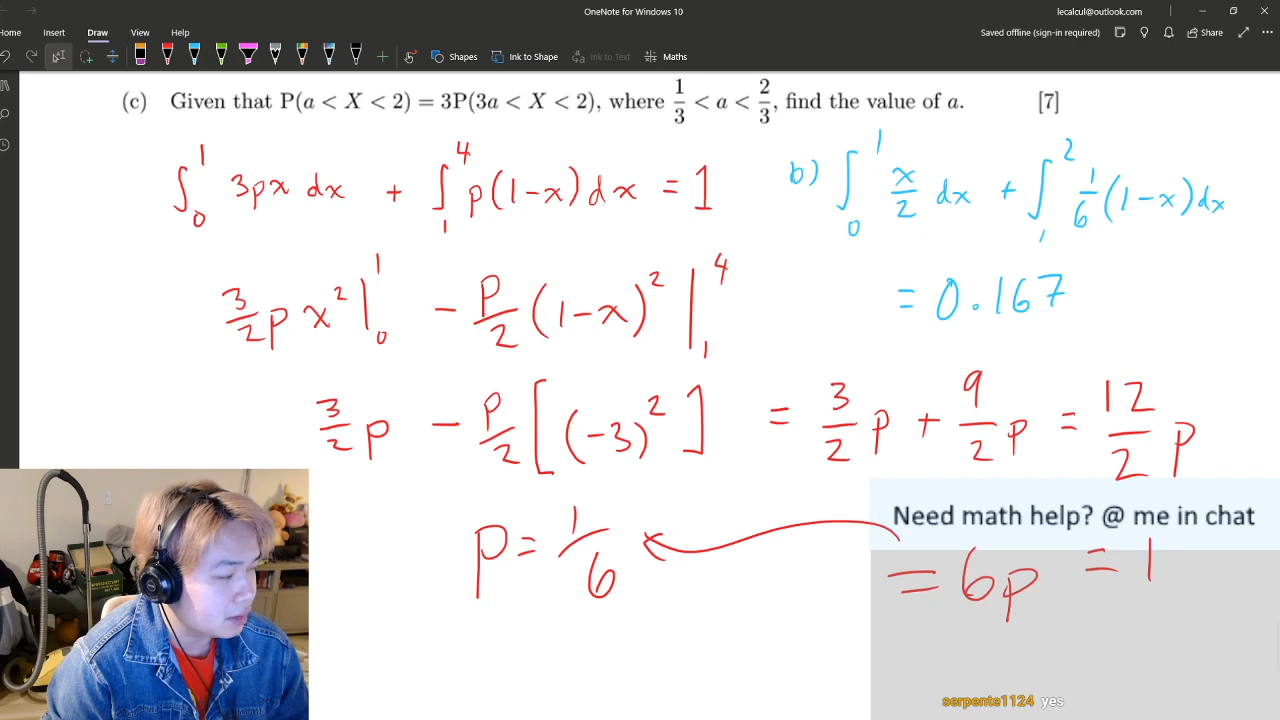 OneNote for Windows 10
lecalcul@outlook.com
Home Insert Draw View Help
Saved offline (sign-in required)
Share
Shapes
Ink to Shape
Ink to Text
Maths
(c) Given that P(a < X < 2) = 3P(3a < X < 2), where 1/3 < a < 2/3, find the value of a. [7]
∫₀¹ 3px dx + ∫₁⁴ p(1-x)dx = 1
3/2 p x² |₀¹ - p/2 (1-x)² |₁⁴
3/2 p - p/2 [(-3)²] = 3/2 p + 9/2 p = 12/2 p
= 6p = 1
p = 1/6
b) ∫₀¹ x/2 dx + ∫₁² 1/6 (1-x)dx
= 0.167
Need math help? @ me in chat
serpente1124 yes